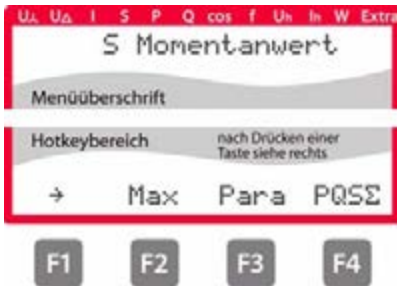 U⅄ U△ I S P Q cos f Uh Ih W Extra
S Momentanwert
Menüüberschrift
Hotkeybereich
nach Drücken einer
Taste siehe rechts
→ Max Para PQSΣ
F1 F2 F3 F4